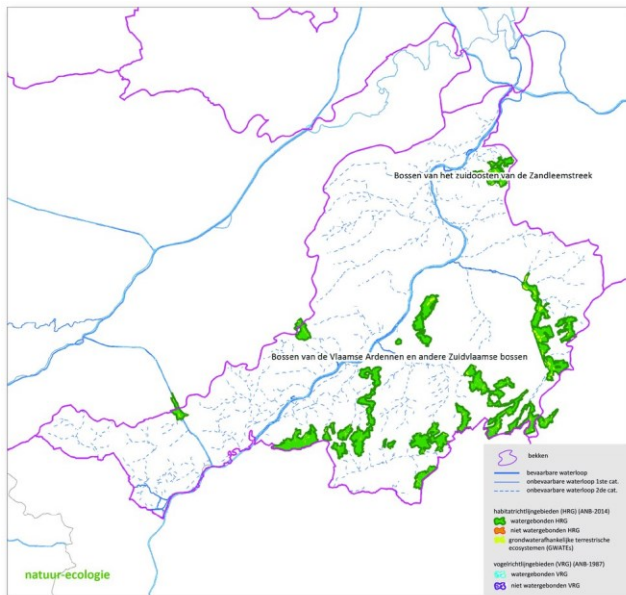 Bossen van het zuidoosten van de Zandleemstreek
Bossen van de Vlaamse Ardennen en andere Zuidvlaamse bossen
bekken
bevaarbare waterloop
onbevaarbare waterloop 1ste cat.
onbevaarbare waterloop 2de cat.
habitatrichtlijngebieden (HRG) (ANB-2014)
watergebonden HRG
niet watergebonden HRG
grondwaterafhankelijke terrestrische
ecosystemen (GWATEs)
vogelrichtlijngebieden (VRG) (ANB-1987)
watergebonden VRG
niet watergebonden VRG
natuur-ecologie